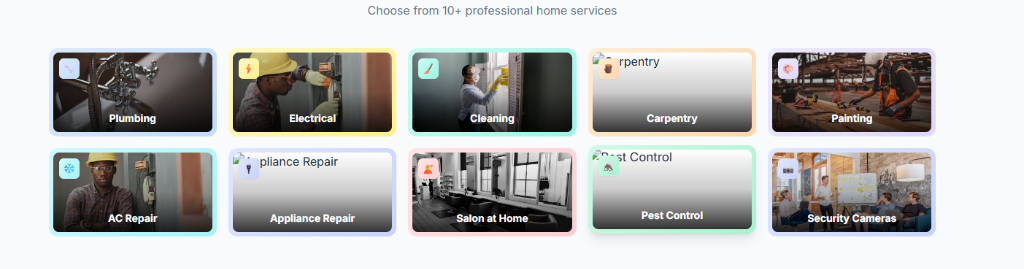 Choose from 10+ professional home services
Plumbing
Electrical
Cleaning
Carpentry
Carpentry
Painting
AC Repair
Appliance Repair
Appliance Repair
Salon at Home
Pest Control
Pest Control
Security Cameras